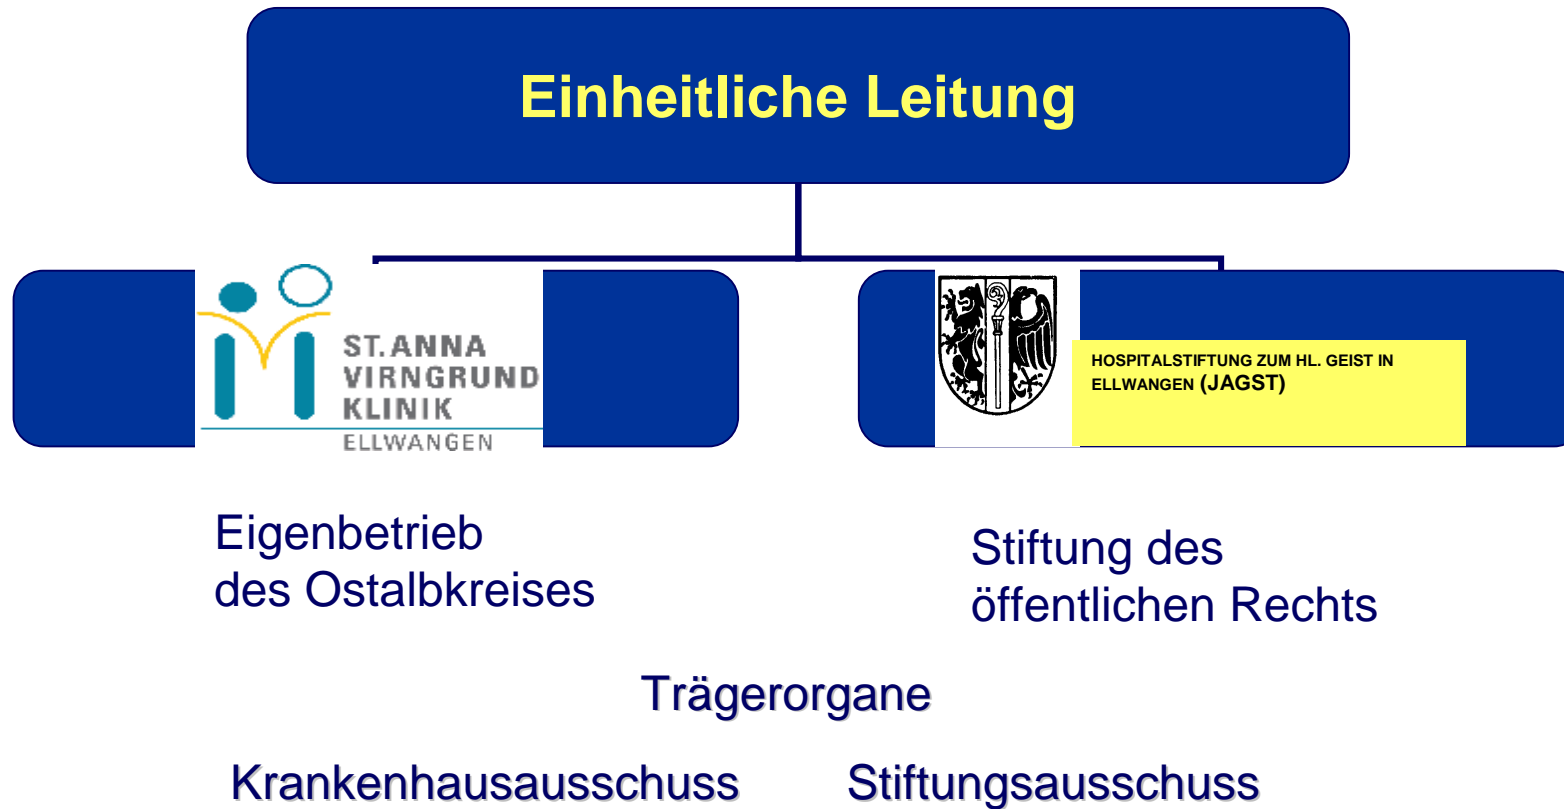 Einheitliche Leitung
ST. ANNA
VIRNGRUND
KLINIK
ELLWANGEN
HOSPITALSTIFTUNG ZUM HL. GEIST IN
ELLWANGEN (JAGST)
Eigenbetrieb
des Ostalbkreises
Stiftung des
öffentlichen Rechts
Trägerorgane
Krankenhausausschuss
Stiftungsausschuss